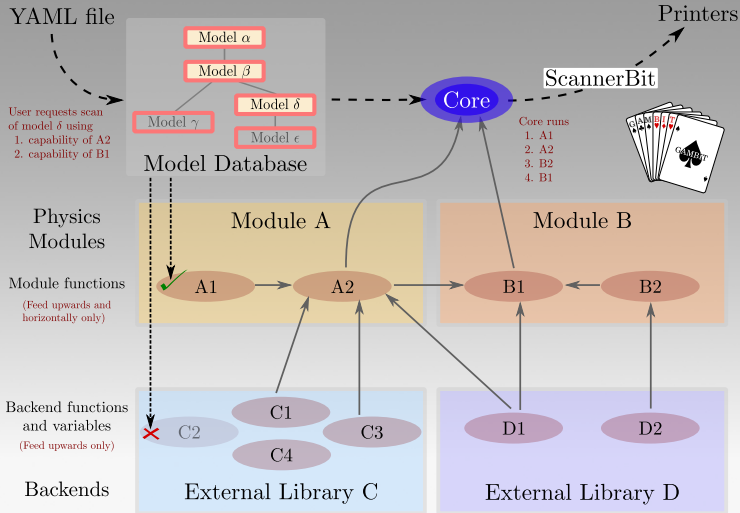 YAML file
Printers
Model α
Model β
Model δ
Model γ
Model ϵ
Model Database
User requests scan
of model δ using
1. capability of A2
2. capability of B1
Core
ScannerBit
Core runs
1. A1
2. A2
3. B2
4. B1
G A M B I T
GAMBIT
Physics
Modules
Module A
Module B
Module functions
(Feed upwards and
horizontally only)
A1
A2
B1
B2
Backend functions
and variables
(Feed upwards only)
C1
C2
C3
C4
D1
D2
Backends
External Library C
External Library D